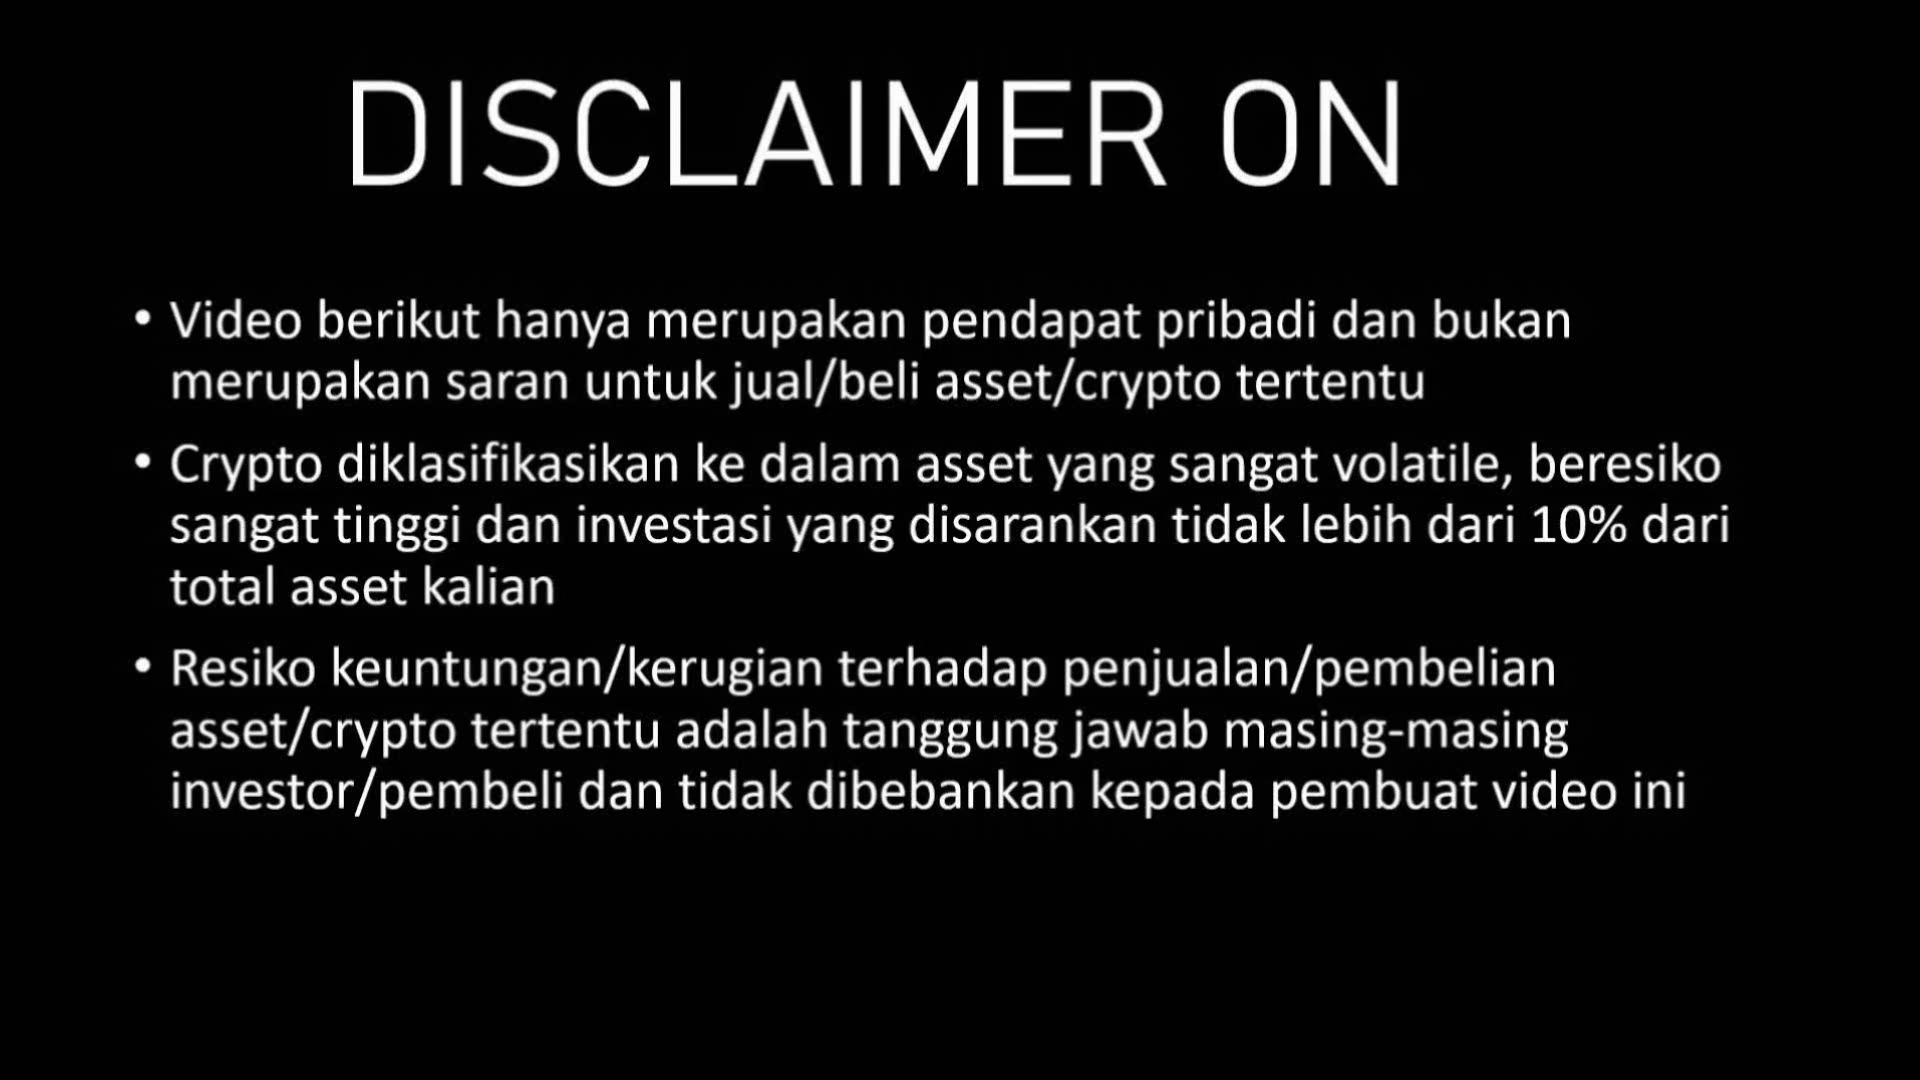 DISCLAIMER ON
• Video berikut hanya merupakan pendapat pribadi dan bukan
merupakan saran untuk jual/beli asset/crypto tertentu
• Crypto diklasifikasikan ke dalam asset yang sangat volatile, beresiko
sangat tinggi dan investasi yang disarankan tidak lebih dari 10% dari
total asset kalian
• Resiko keuntungan/kerugian terhadap penjualan/pembelian
asset/crypto tertentu adalah tanggung jawab masing-masing
investor/pembeli dan tidak dibebankan kepada pembuat video ini